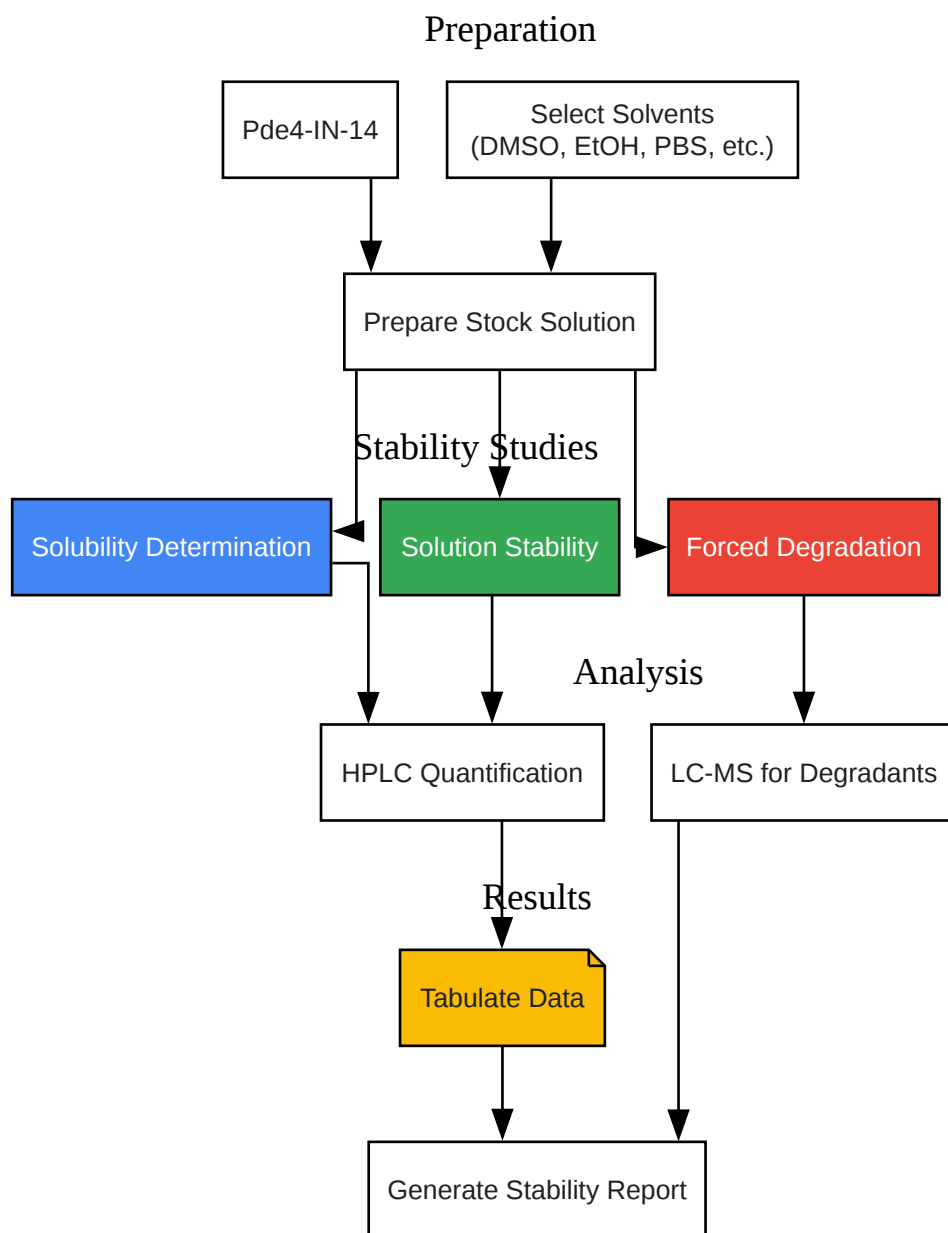 Preparation
Pde4-IN-14
Select Solvents
(DMSO, EtOH, PBS, etc.)
Prepare Stock Solution
Stability Studies
Solubility Determination
Solution Stability
Forced Degradation
Analysis
HPLC Quantification
LC-MS for Degradants
Results
Tabulate Data
Generate Stability Report